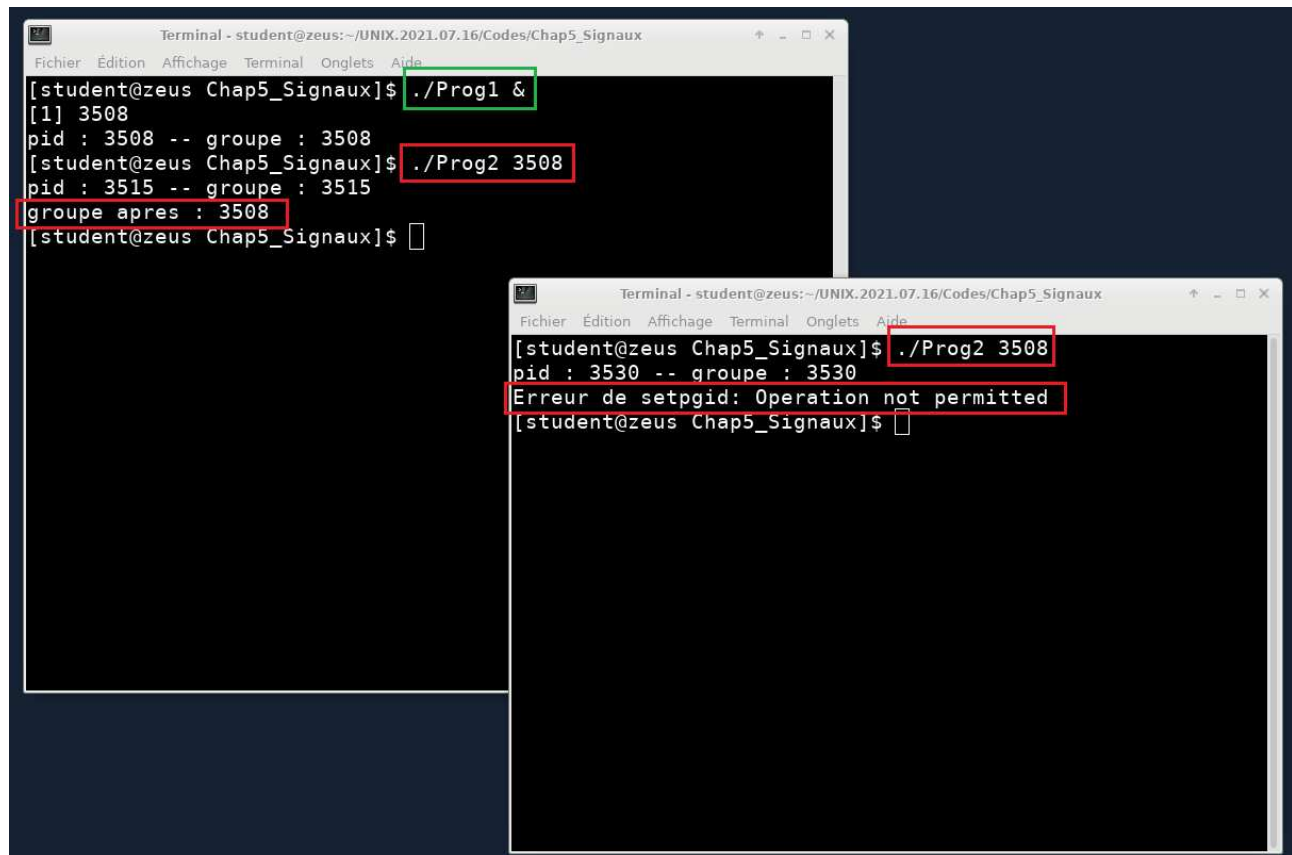 Terminal - student@zeus:~/UNIX.2021.07.16/Codes/Chap5_Signaux
Fichier Édition Affichage Terminal Onglets Aide
[student@zeus Chap5_Signaux]$ ./Prog1 &
[1] 3508
pid : 3508 -- groupe : 3508
[student@zeus Chap5_Signaux]$ ./Prog2 3508
pid : 3515 -- groupe : 3515
groupe apres : 3508
[student@zeus Chap5_Signaux]$
Terminal - student@zeus:~/UNIX.2021.07.16/Codes/Chap5_Signaux
Fichier Édition Affichage Terminal Onglets Aide
[student@zeus Chap5_Signaux]$ ./Prog2 3508
pid : 3530 -- groupe : 3530
Erreur de setpgid: Operation not permitted
[student@zeus Chap5_Signaux]$